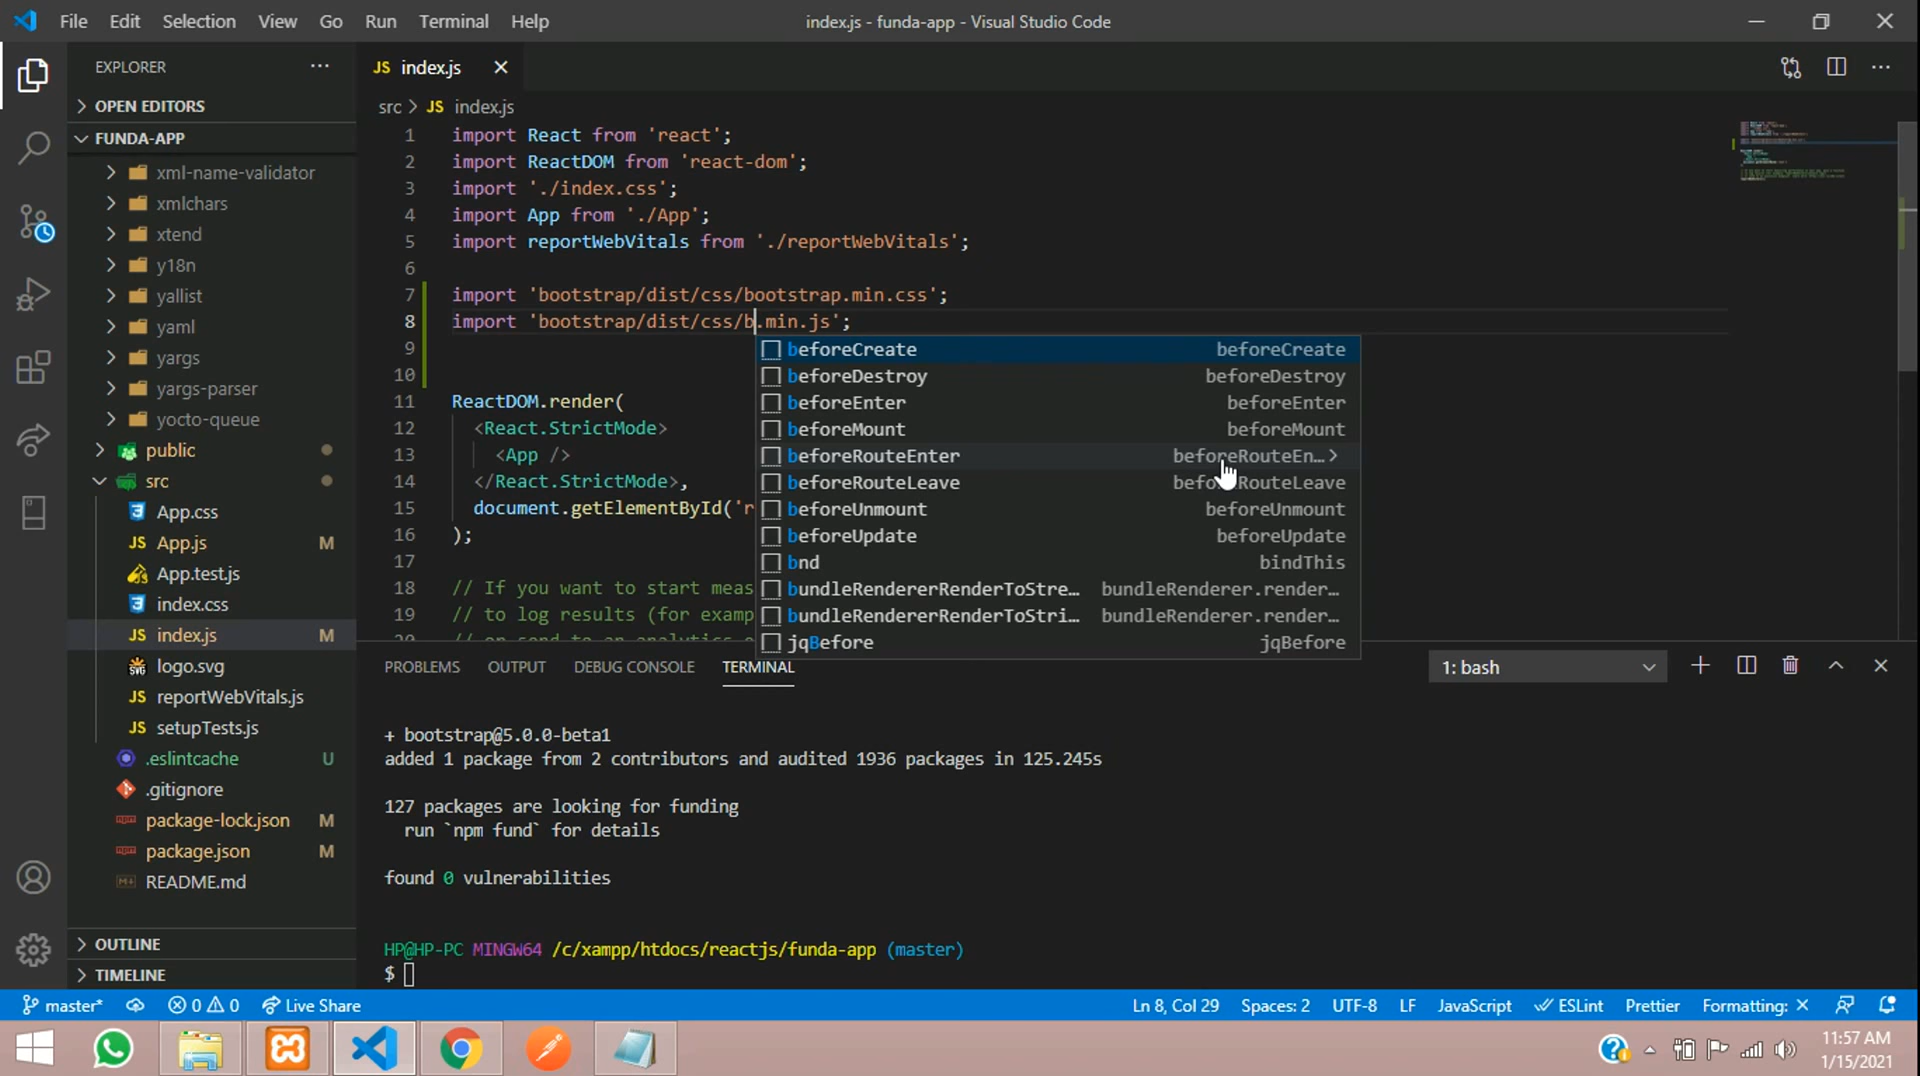 File Edit Selection View Go Run Terminal Help index.js - funda-app - Visual Studio Code
EXPLORER ···
OPEN EDITORS
FUNDA-APP
xml-name-validator
xmlchars
xtend
y18n
yallist
yaml
yargs
yargs-parser
yocto-queue
public
src
App.css
JS App.js M
App.test.js
index.css
JS index.js M
logo.svg
JS reportWebVitals.js
JS setupTests.js
.eslintcache U
.gitignore
package-lock.json M
package.json M
README.md
OUTLINE
TIMELINE
JS index.js
src > JS index.js
1 import React from 'react';
2 import ReactDOM from 'react-dom';
3 import './index.css';
4 import App from './App';
5 import reportWebVitals from './reportWebVitals';
6
7 import 'bootstrap/dist/css/bootstrap.min.css';
8 import 'bootstrap/dist/css/b.min.js';
9
10
11 ReactDOM.render(
12 <React.StrictMode>
13 <App />
14 </React.StrictMode>,
15 document.getElementById('r
16 );
17
18 // If you want to start meas
19 // to log results (for examp
beforeCreate beforeCreate
beforeDestroy beforeDestroy
beforeEnter beforeEnter
beforeMount beforeMount
beforeRouteEnter beforeRouteEn… >
beforeRouteLeave beforeRouteLeave
beforeUnmount beforeUnmount
beforeUpdate beforeUpdate
bnd bindThis
bundleRendererRenderToStre… bundleRenderer.render…
bundleRendererRenderToStri… bundleRenderer.render…
jqBefore jqBefore
PROBLEMS OUTPUT DEBUG CONSOLE TERMINAL 1: bash
+ bootstrap@5.0.0-beta1
added 1 package from 2 contributors and audited 1936 packages in 125.245s
127 packages are looking for funding
run `npm fund` for details
found 0 vulnerabilities
HP@HP-PC MINGW64 /c/xampp/htdocs/reactjs/funda-app (master)
$
master* 0 0 Live Share Ln 8, Col 29 Spaces: 2 UTF-8 LF JavaScript ESLint Prettier Formatting: ×
11:57 AM
1/15/2021